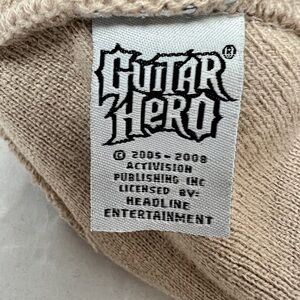 GUITAR
HERO
© 2005-2008
ACTIVISION
PUBLISHING INC
LICENSED BY:
HEADLINE
ENTERTAINMENT